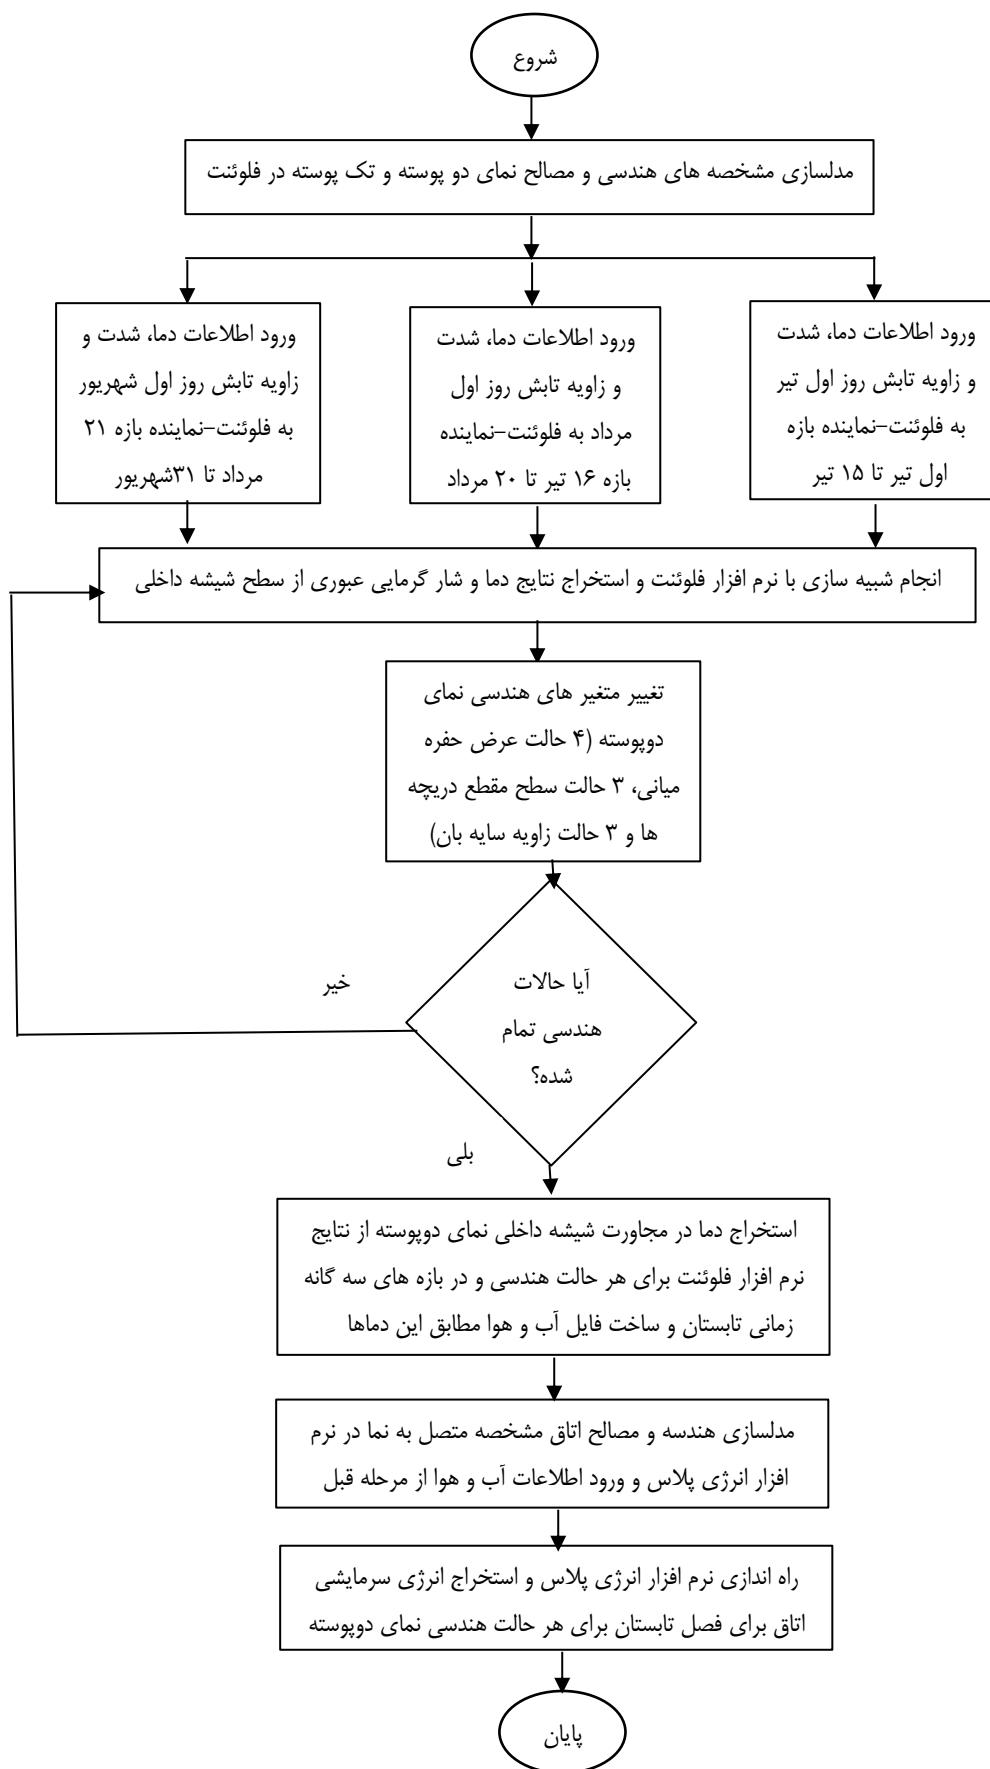 شروع
مدلسازی مشخصه های هندسی و مصالح نمای دو پوسته و تک پوسته در فلوئنت
ورود اطلاعات دما، شدت
و زاویه تابش روز اول تیر
به فلوئنت-نماینده بازه
اول تیر تا ۱۵ تیر
ورود اطلاعات دما، شدت
و زاویه تابش روز اول
مرداد به فلوئنت-نماینده
بازه ۱۶ تیر تا ۲۰ مرداد
ورود اطلاعات دما، شدت و
زاویه تابش روز اول شهریور
به فلوئنت-نماینده بازه ۲۱
مرداد تا ۳۱شهریور
انجام شبیه سازی با نرم افزار فلوئنت و استخراج نتایج دما و شار گرمایی عبوری از سطح شیشه داخلی
تغییر متغیر های هندسی نمای
دوپوسته (۴ حالت عرض حفره
میانی، ۳ حالت سطح مقطع دریچه
ها و ۳ حالت زاویه سایه بان)
آیا حالات
هندسی تمام
شده؟
خیر
بلی
استخراج دما در مجاورت شیشه داخلی نمای دوپوسته از نتایج
نرم افزار فلوئنت برای هر حالت هندسی و در بازه های سه گانه
زمانی تابستان و ساخت فایل آب و هوا مطابق این دماها
مدلسازی هندسه و مصالح اتاق مشخصه متصل به نما در نرم
افزار انرژی پلاس و ورود اطلاعات آب و هوا از مرحله قبل
راه اندازی نرم افزار انرژی پلاس و استخراج انرژی سرمایشی
اتاق برای فصل تابستان برای هر حالت هندسی نمای دوپوسته
پایان